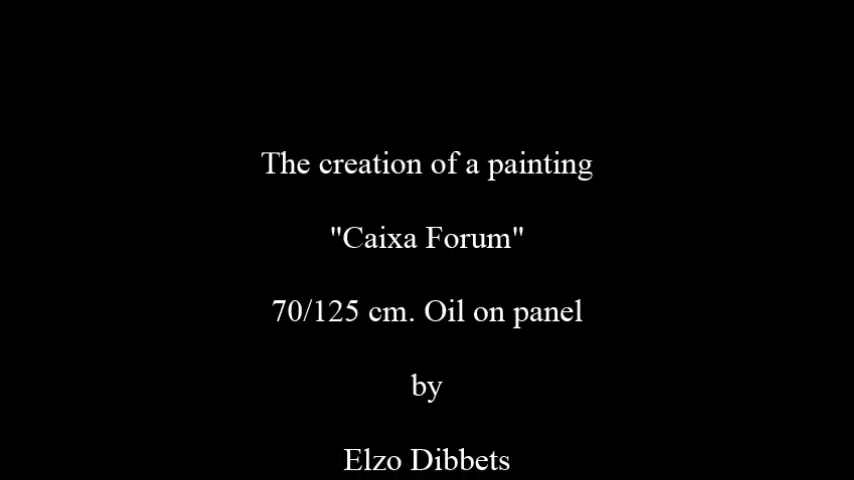 The creation of a painting
"Caixa Forum"
70/125 cm. Oil on panel
by
Elzo Dibbets